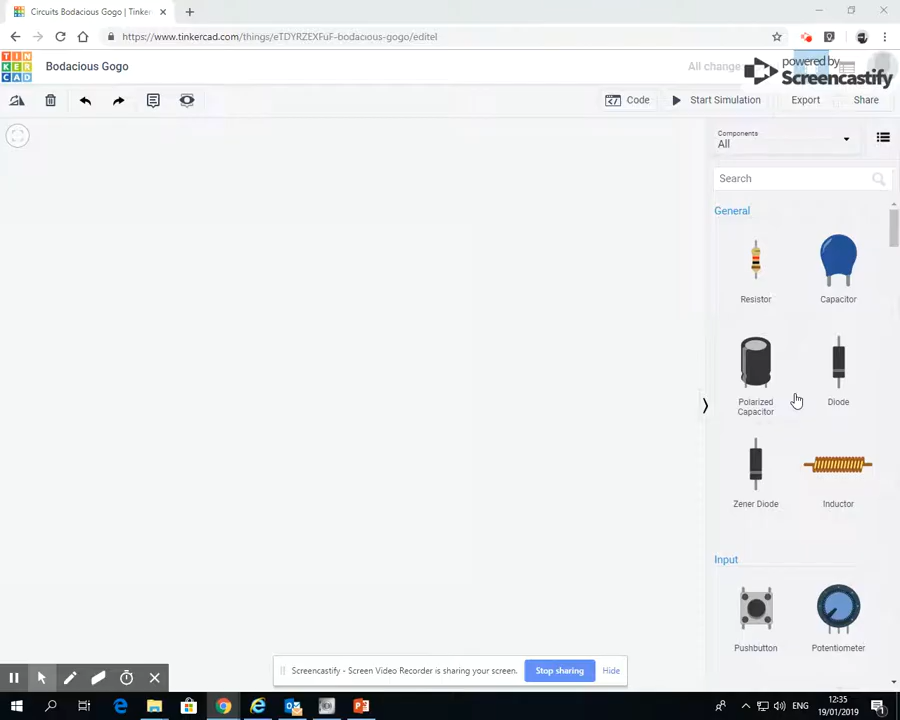 Circuits Bodacious Gogo | Tinker
https://www.tinkercad.com/things/eTDYRZEXFuF-bodacious-gogo/editel
TIN
KER
CAD
Bodacious Gogo
All change
powered by
Screencastify
Code
Start Simulation
Export
Share
Components
All
Search
General
Resistor
Capacitor
Polarized
Capacitor
Diode
Zener Diode
Inductor
Input
Pushbutton
Potentiometer
Screencastify - Screen Video Recorder is sharing your screen.
Stop sharing
Hide
ENG
12:35
19/01/2019
1